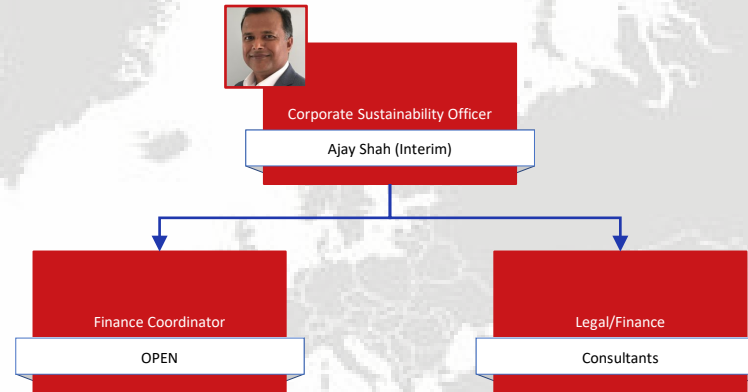 Corporate Sustainability Officer
Ajay Shah (Interim)
Finance Coordinator
OPEN
Legal/Finance
Consultants